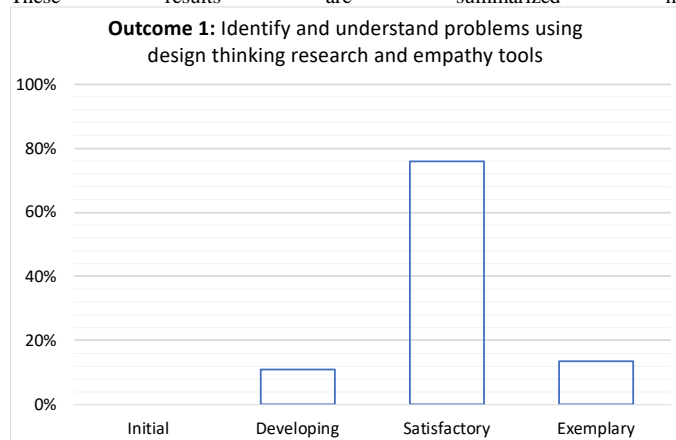 These results are summarized
Outcome 1: Identify and understand problems using
design thinking research and empathy tools
100%
80%
60%
40%
20%
0%
Initial Developing Satisfactory Exemplary